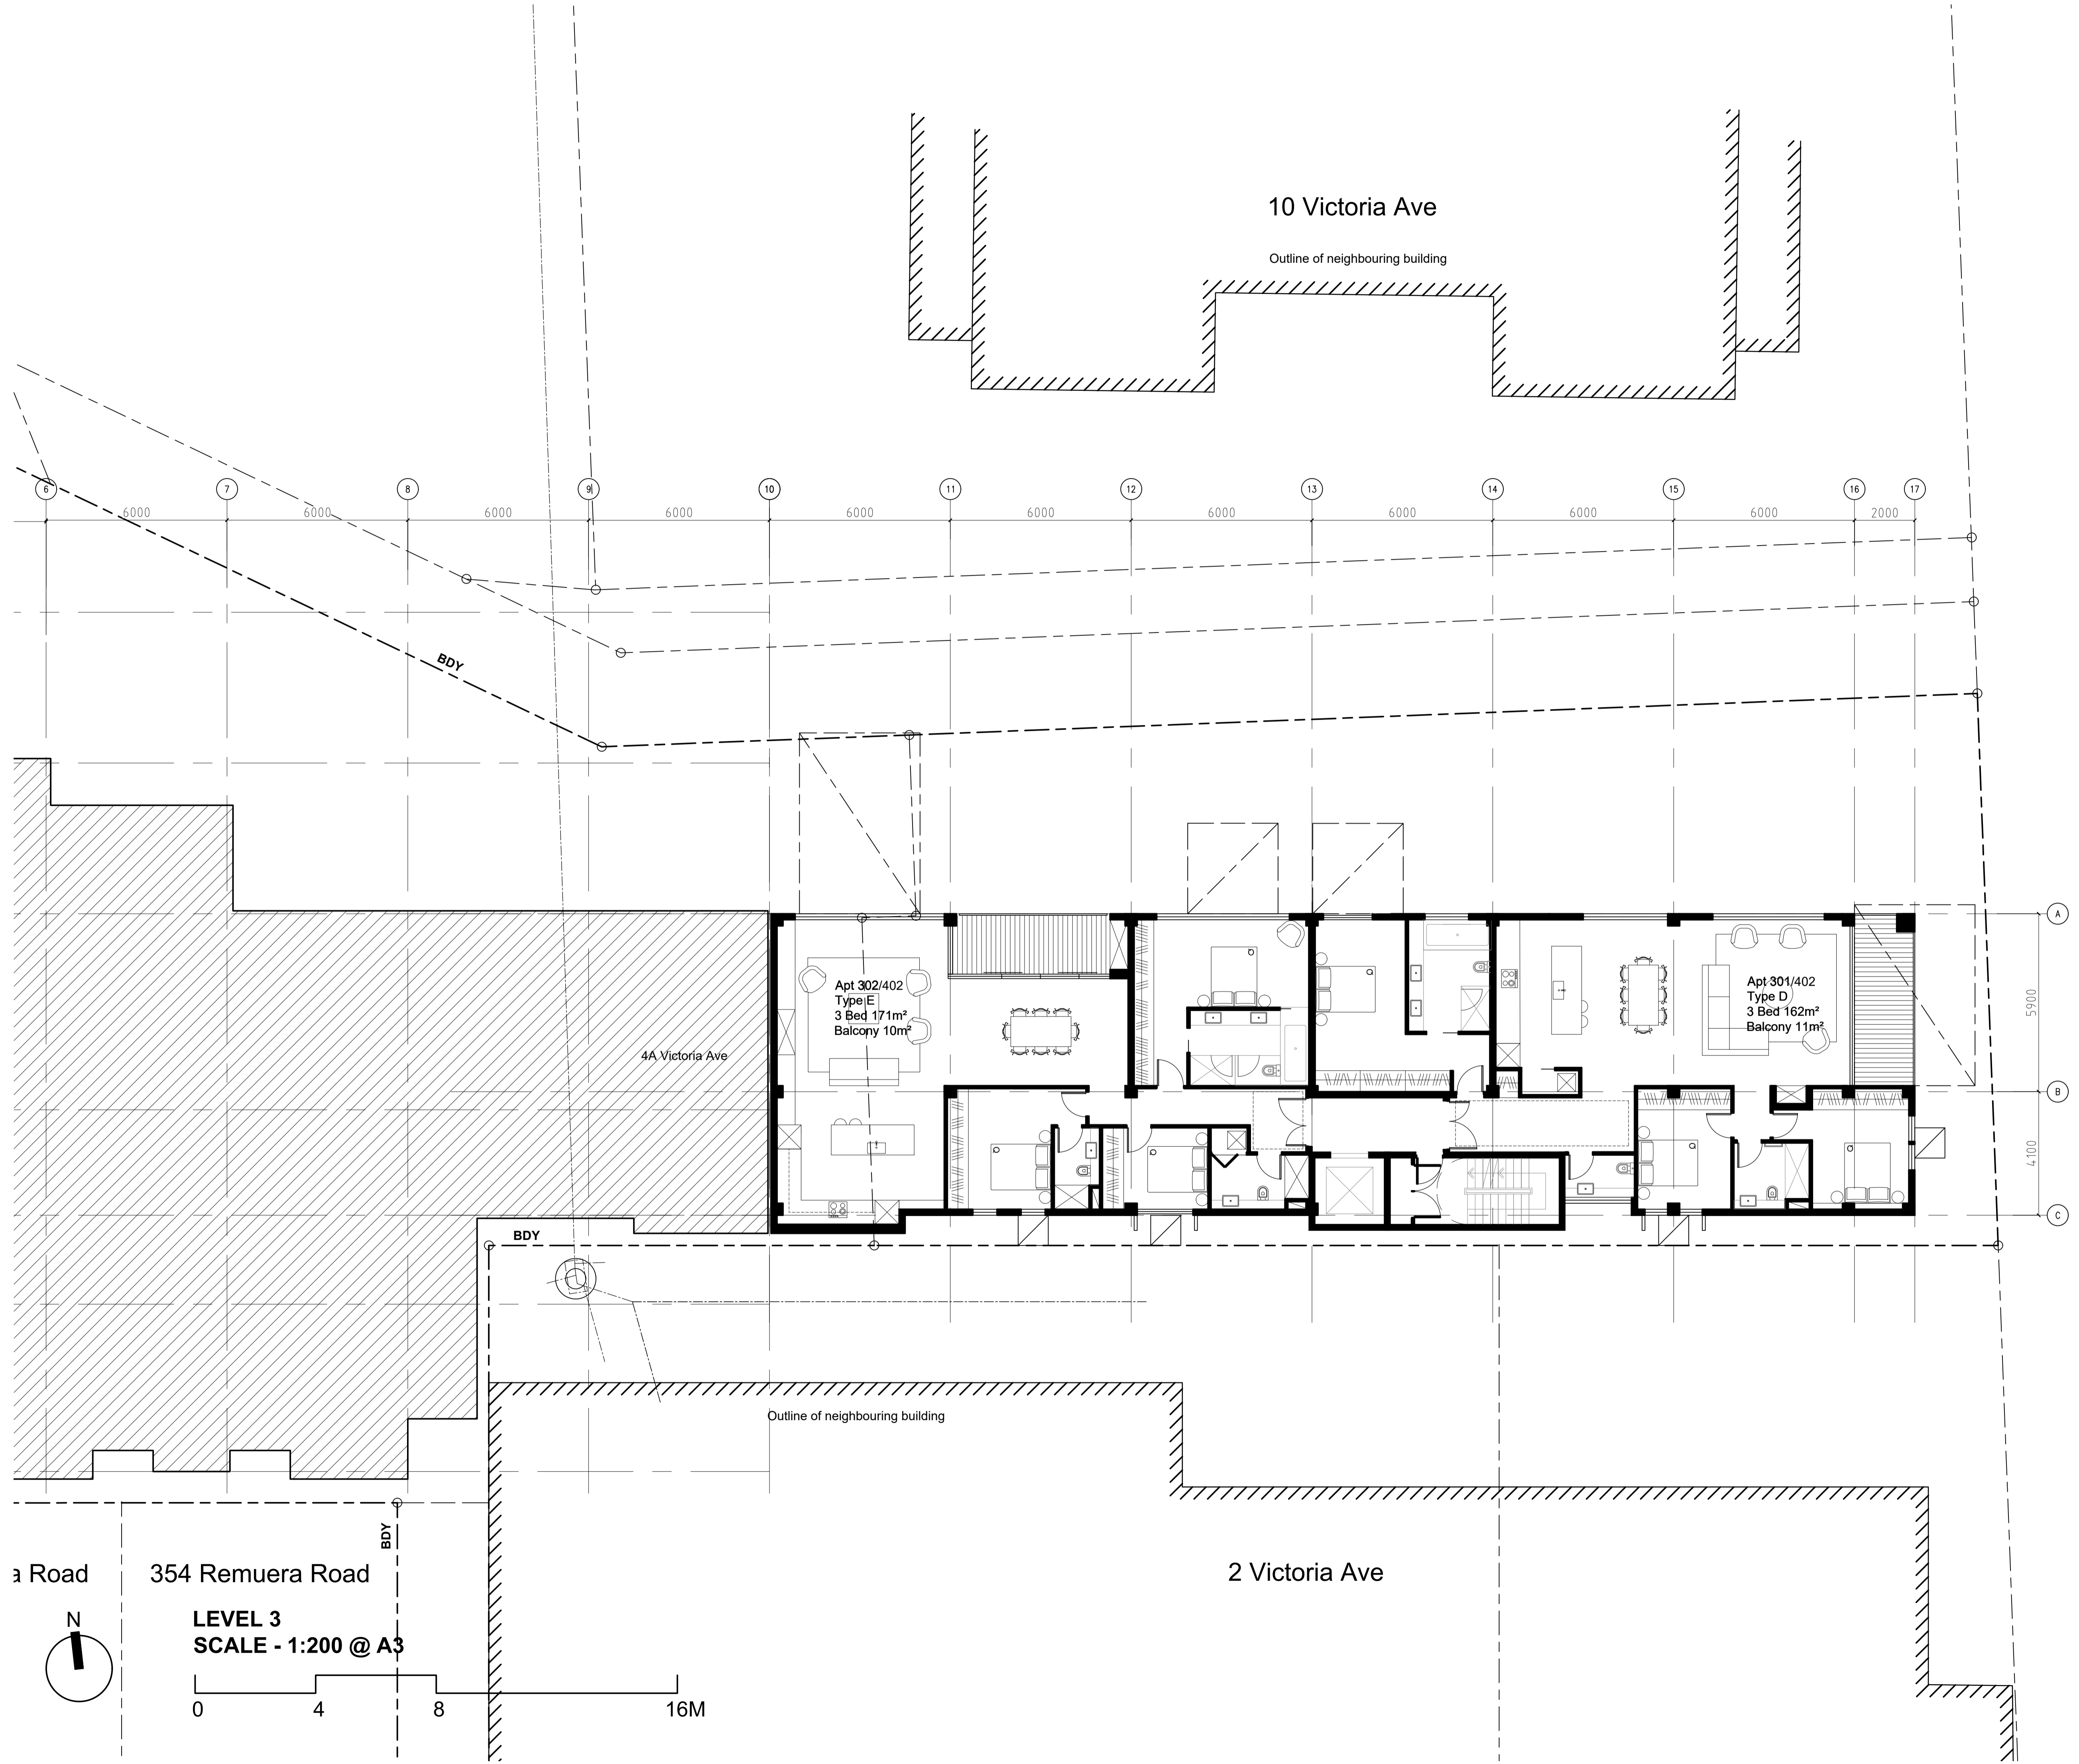 10 Victoria Ave
Outline of neighbouring building
6 7 8 9 10 11 12 13 14 15 16 17
6000 6000 6000 6000 6000 6000 6000 6000 6000 6000 2000
BDY
A
Apt 302/402
Type E
3 Bed 171m²
Balcony 10m²
Apt 301/402
Type D
3 Bed 162m²
Balcony 11m²
5900
4A Victoria Ave
B
4100
C
BDY
Outline of neighbouring building
BDY
a Road
354 Remuera Road
2 Victoria Ave
N
LEVEL 3
SCALE - 1:200 @ A3
0 4 8 16M